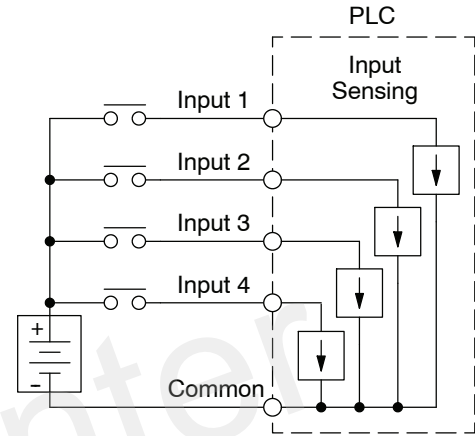 PLC
Input
Sensing
Input 1
Input 2
Input 3
Input 4
+
-
Common